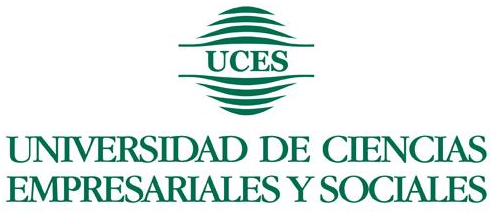 UCES
UNIVERSIDAD DE CIENCIAS
EMPRESARIALES Y SOCIALES